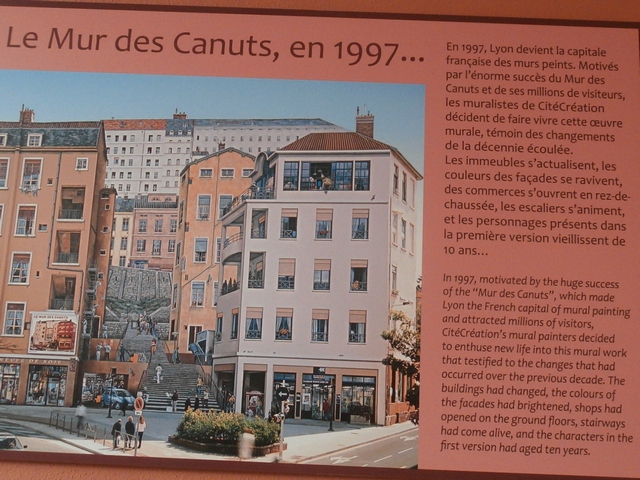 Le Mur des Canuts, en 1997...
En 1997, Lyon devient la capitale
française des murs peints. Motivés
par l'énorme succès du Mur des
Canuts et de ses millions de visiteurs,
les muralistes de CitéCréation
décident de faire vivre cette œuvre
murale, témoin des changements
de la décennie écoulée.
Les immeubles s'actualisent, les
couleurs des façades se ravivent,
des commerces s'ouvrent en rez-de-
chaussée, les escaliers s'animent,
et les personnages présents dans
la première version vieillissent de
10 ans...
In 1997, motivated by the huge success
of the "Mur des Canuts", which made
Lyon the French capital of mural painting
and attracted millions of visitors,
CitéCréation's mural painters decided
to enthuse new life into this mural work
that testified to the changes that had
occurred over the previous decade. The
buildings had changed, the colours of
the facades had brightened, shops had
opened on the ground floors, stairways
had come alive, and the characters in the
first version had aged ten years.